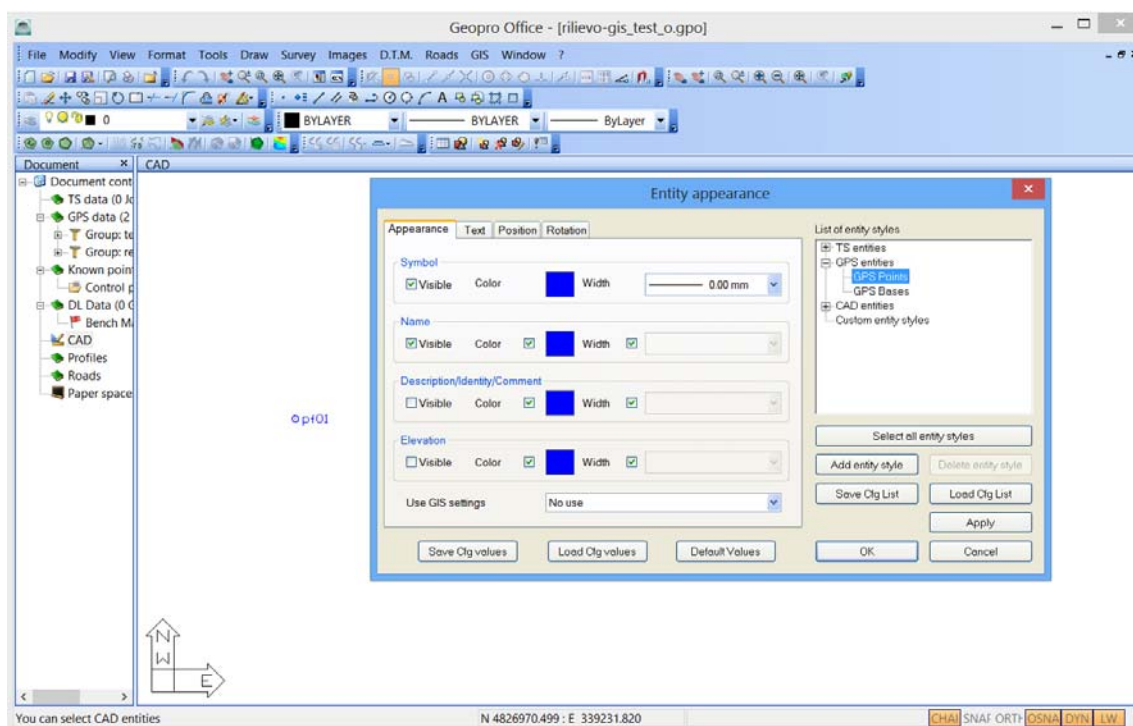 Geopro Office - [rilievo-gis_test_o.gpo]
File Modify View Format Tools Draw Survey Images D.T.M. Roads GIS Window ?
0 BYLAYER BYLAYER ByLayer
Document × CAD
Document cont
TS data (0 Jo
GPS data (2
Group: te
Group: re
Known poin
Control p
DL Data (0 G
Bench Ma
CAD
Profiles
Roads
Paper space
pf01
Entity appearance
Appearance Text Position Rotation
Symbol
Visible Color Width 0.00 mm
Name
Visible Color Width
Description/Identity/Comment
Visible Color Width
Elevation
Visible Color Width
Use GIS settings No use
Save Cfg values Load Cfg values Default Values
List of entity styles
TS entities
GPS entities
GPS Points
GPS Bases
CAD entities
Custom entity styles
Select all entity styles
Add entity style Delete entity style
Save Cfg List Load Cfg List
Apply
OK Cancel
N
W
E
You can select CAD entities N 4826970.499 : E 339231.820 CHAI SNAF ORTH OSNA DYN LW